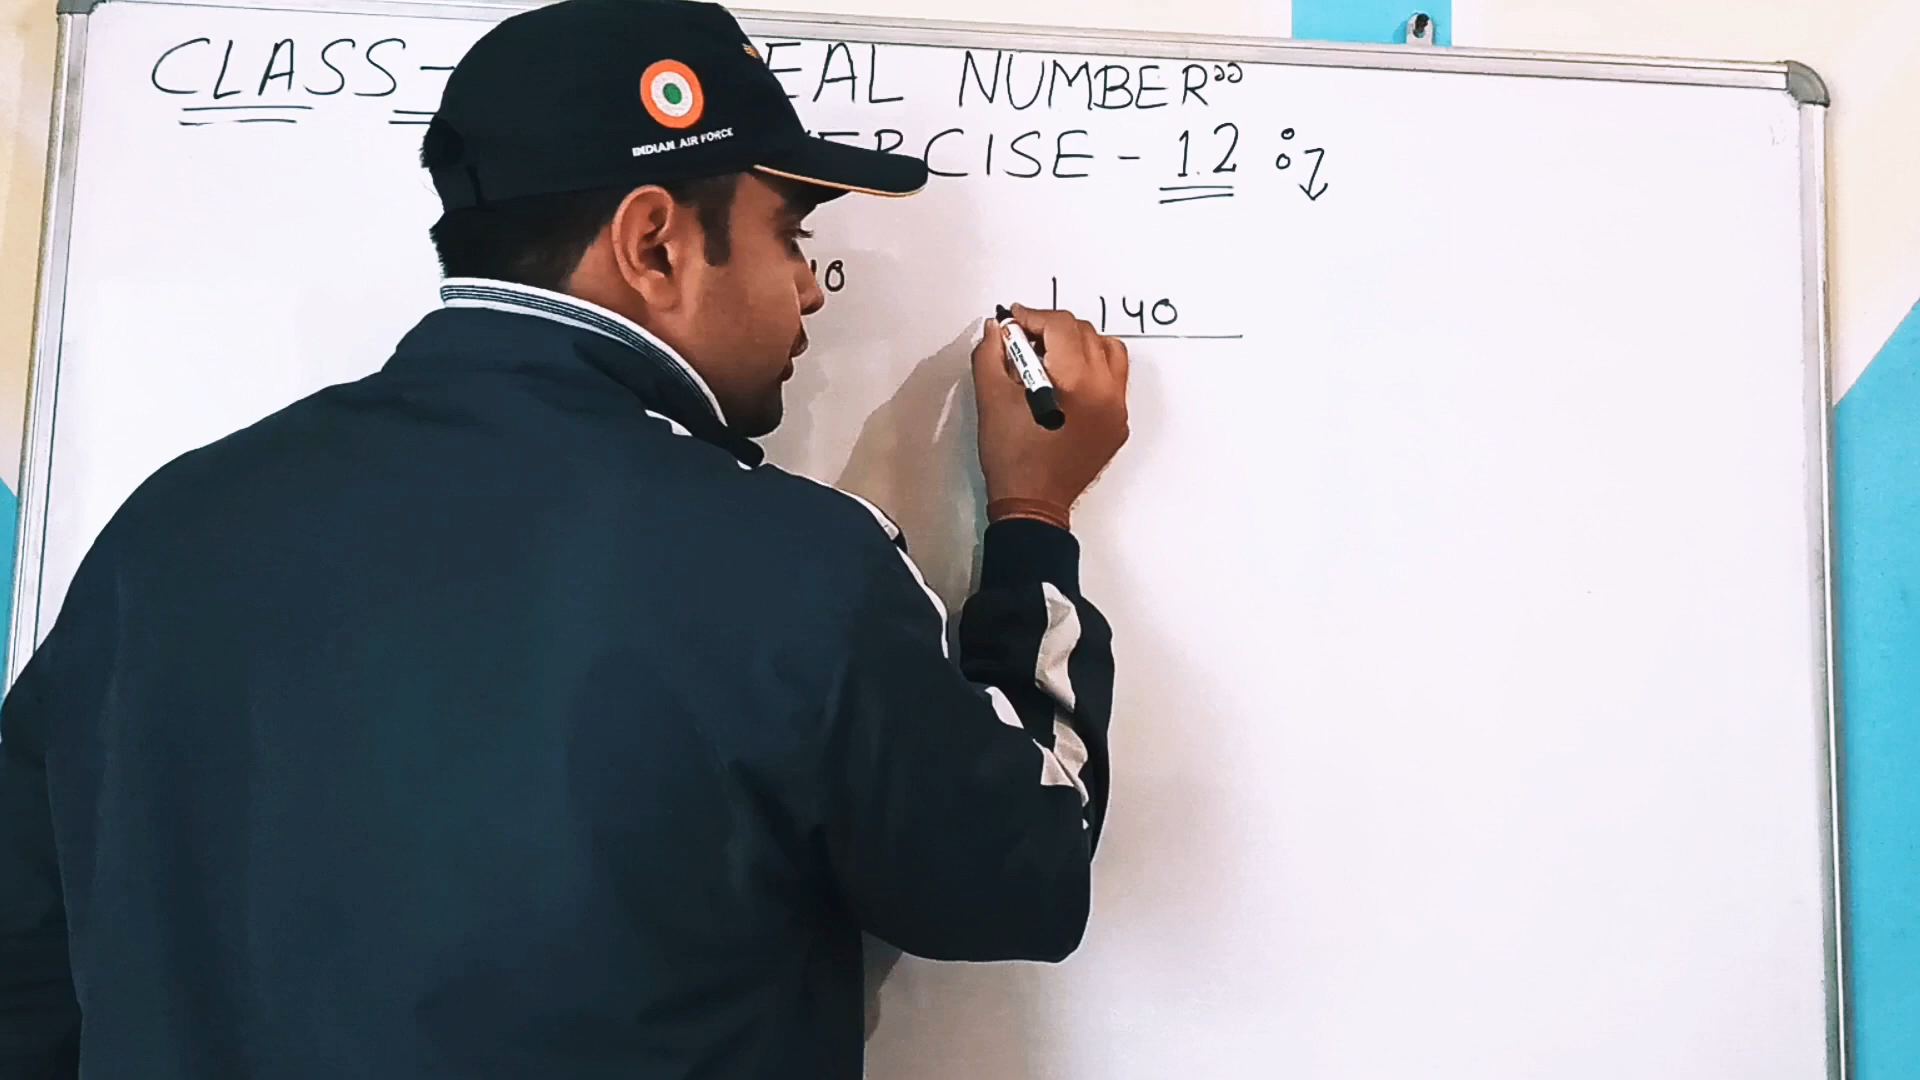 CLASS- EAL NUMBER"
ERCISE - 1.2 :
INDIAN AIR FORCE
140